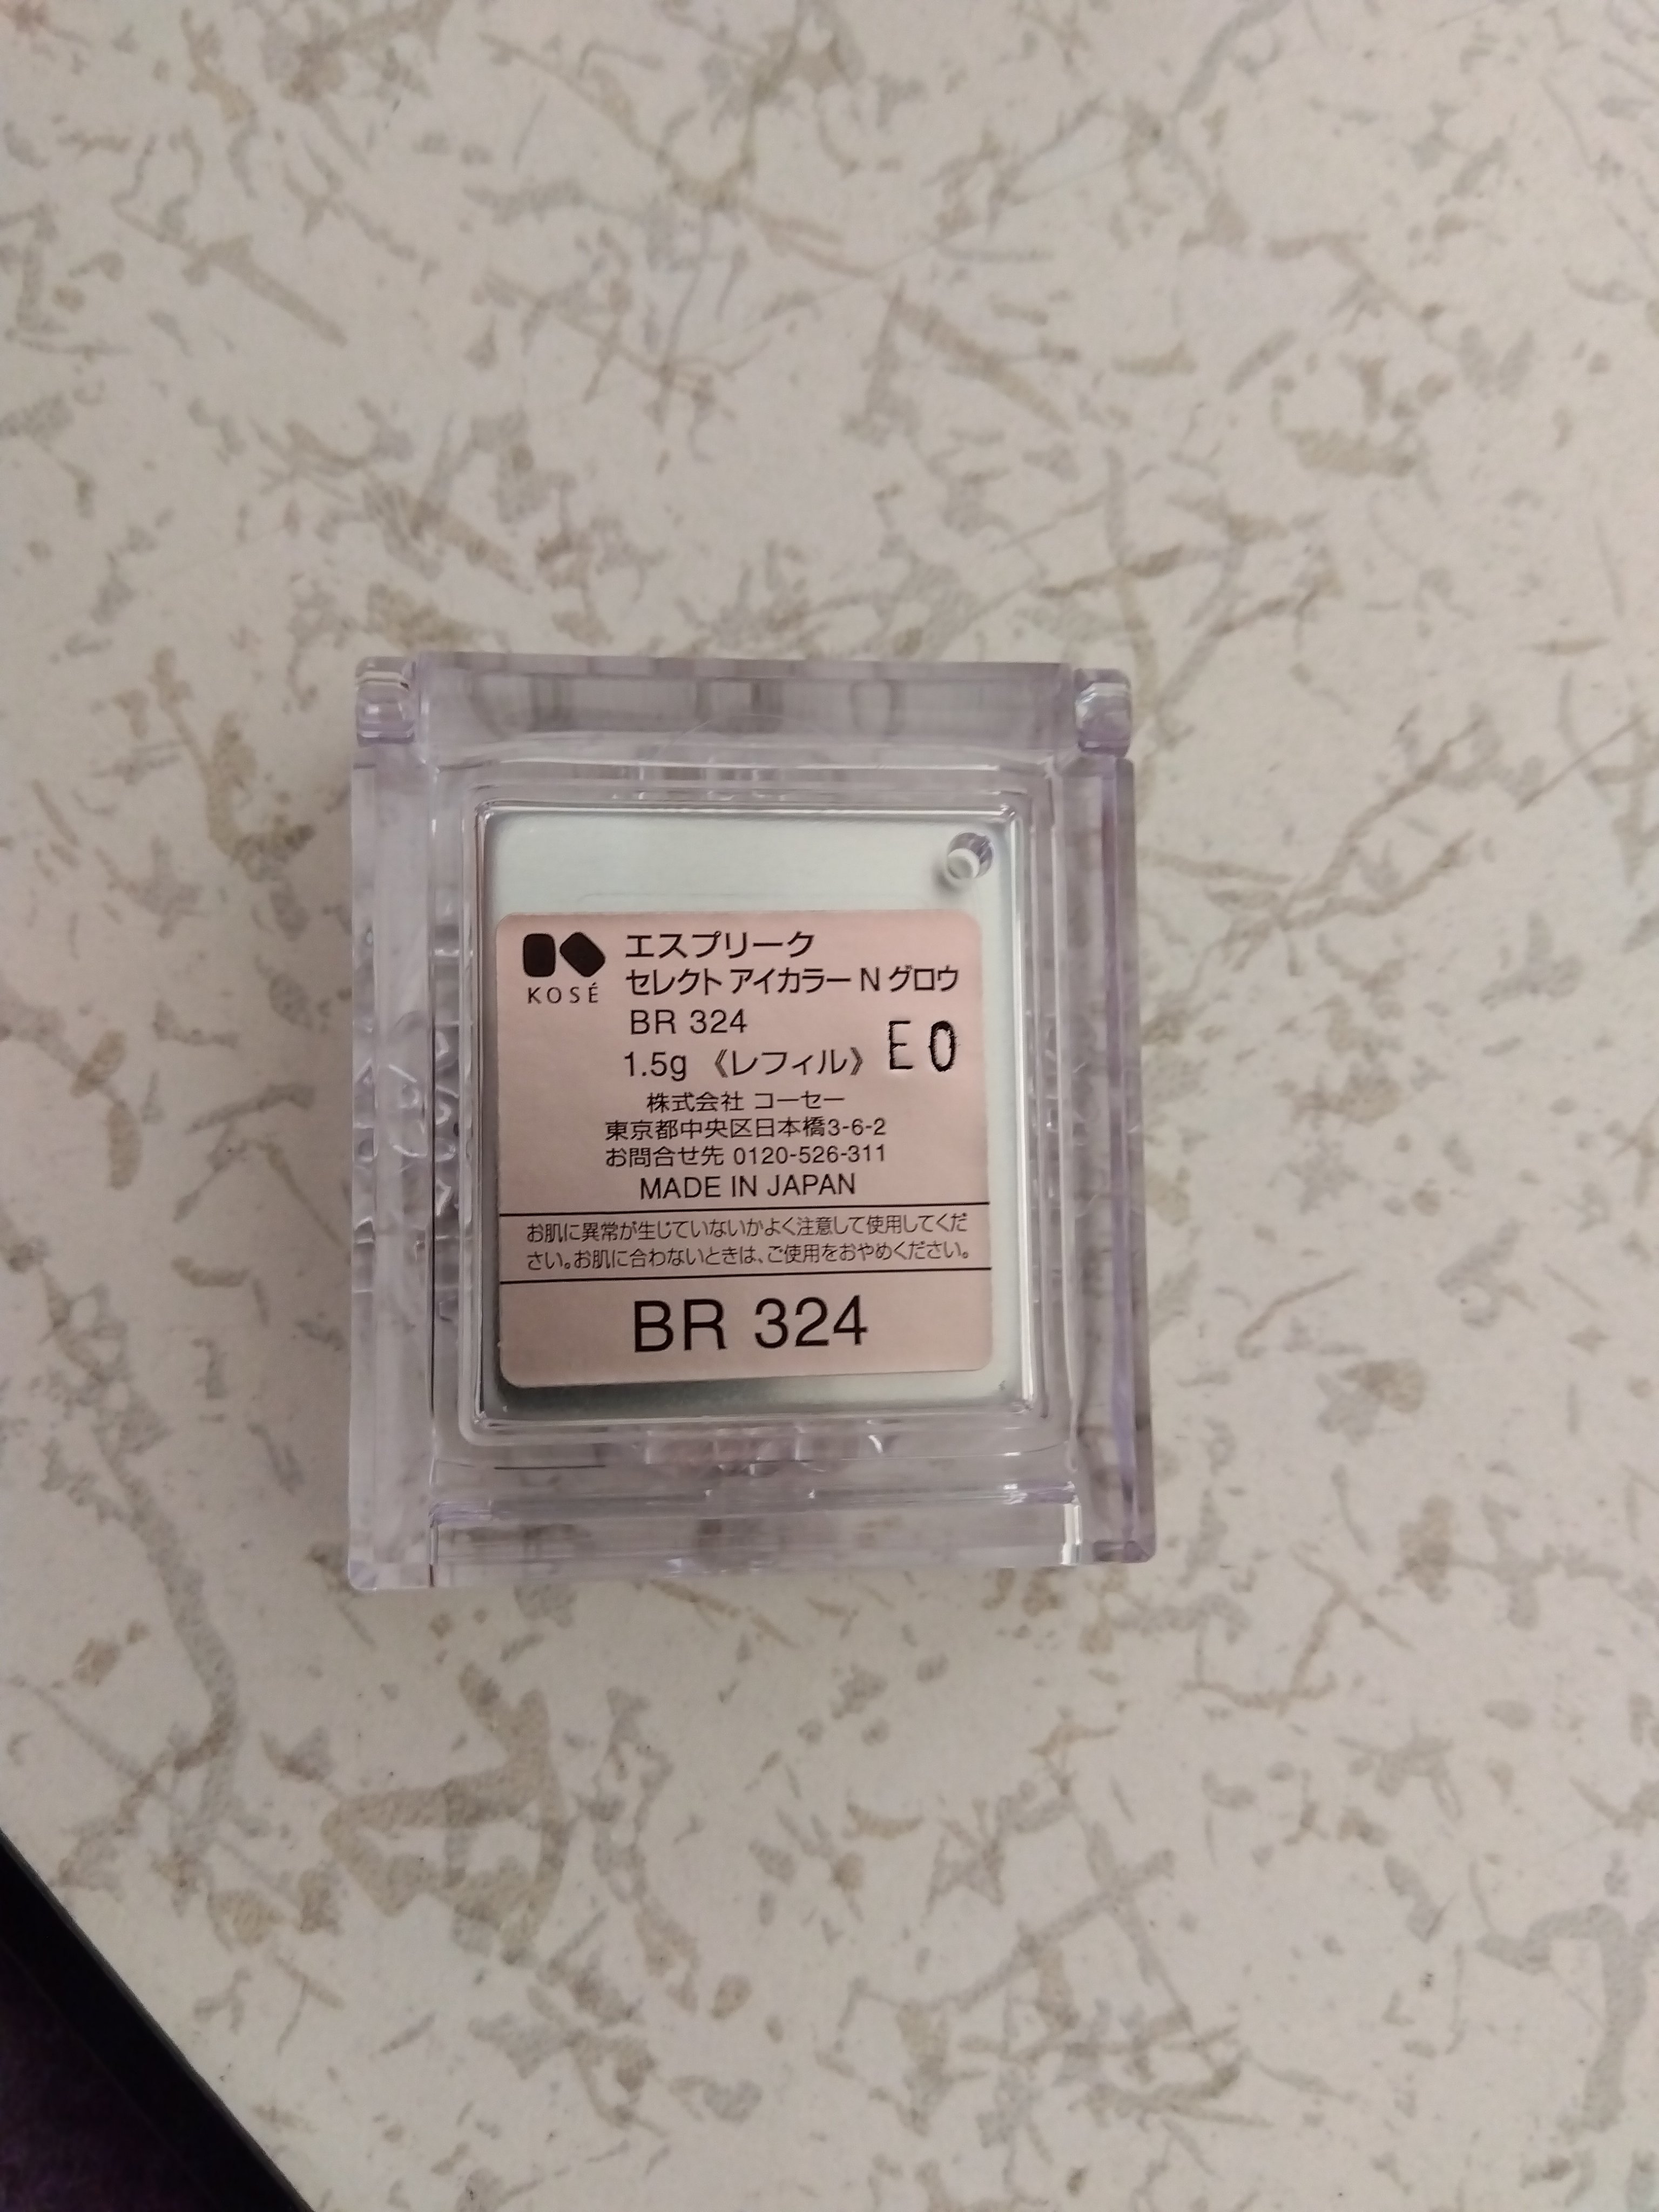 KOSÉ
エスプリーク
セレクト アイカラー N グロウ
BR 324
1.5g 《レフィル》 E0
株式会社 コーセー
東京都中央区日本橋3-6-2
お問合せ先 0120-526-311
MADE IN JAPAN
お肌に異常が生じていないかよく注意して使用してくだ
さい。お肌に合わないときは、ご使用をおやめください。
BR 324